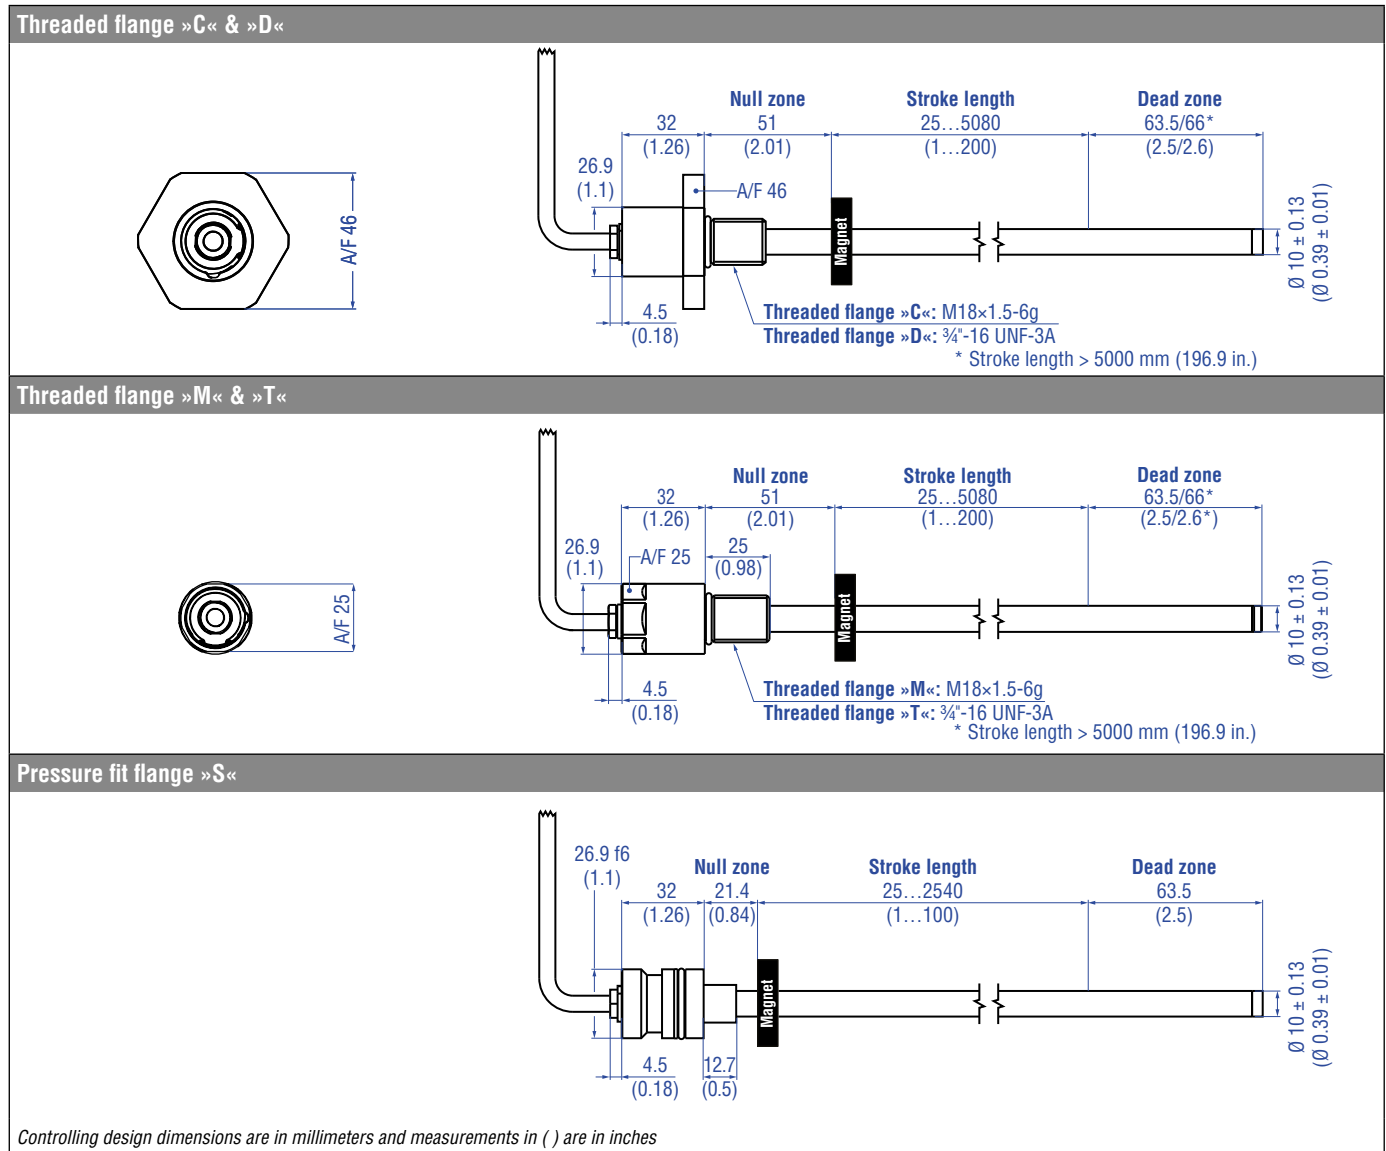 Threaded flange »C« & »D«
Null zone
Stroke length
Dead zone
32
51
25…5080
63.5/66*
(1.26)
(2.01)
(1…200)
(2.5/2.6)
26.9
(1.1)
A/F 46
A/F 46
Magnet
Ø 10 ± 0.13
(Ø 0.39 ± 0.01)
4.5
(0.18)
Threaded flange »C«: M18×1.5-6g
Threaded flange »D«: ¾"-16 UNF-3A
* Stroke length > 5000 mm (196.9 in.)
Threaded flange »M« & »T«
Null zone
Stroke length
Dead zone
32
51
25…5080
63.5/66*
(1.26)
(2.01)
(1…200)
(2.5/2.6*)
26.9
(1.1)
A/F 25
25
(0.98)
A/F 25
Magnet
Ø 10 ± 0.13
(Ø 0.39 ± 0.01)
4.5
(0.18)
Threaded flange »M«: M18×1.5-6g
Threaded flange »T«: ¾"-16 UNF-3A
* Stroke length > 5000 mm (196.9 in.)
Pressure fit flange »S«
26.9 f6
(1.1)
Null zone
Stroke length
Dead zone
32
21.4
25…2540
63.5
(1.26)
(0.84)
(1…100)
(2.5)
Magnet
Ø 10 ± 0.13
(Ø 0.39 ± 0.01)
4.5
(0.18)
12.7
(0.5)
Controlling design dimensions are in millimeters and measurements in ( ) are in inches